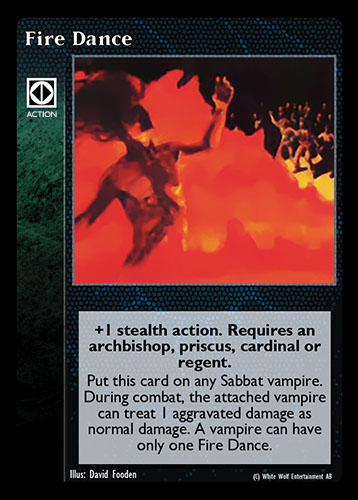 Fire Dance
ACTION
+1 stealth action. Requires an
archbishop, priscus, cardinal or
regent.
Put this card on any Sabbat vampire.
During combat, the attached vampire
can treat 1 aggravated damage as
normal damage. A vampire can have
only one Fire Dance.
Illus: David Fooden
(C) White Wolf Entertainment AB